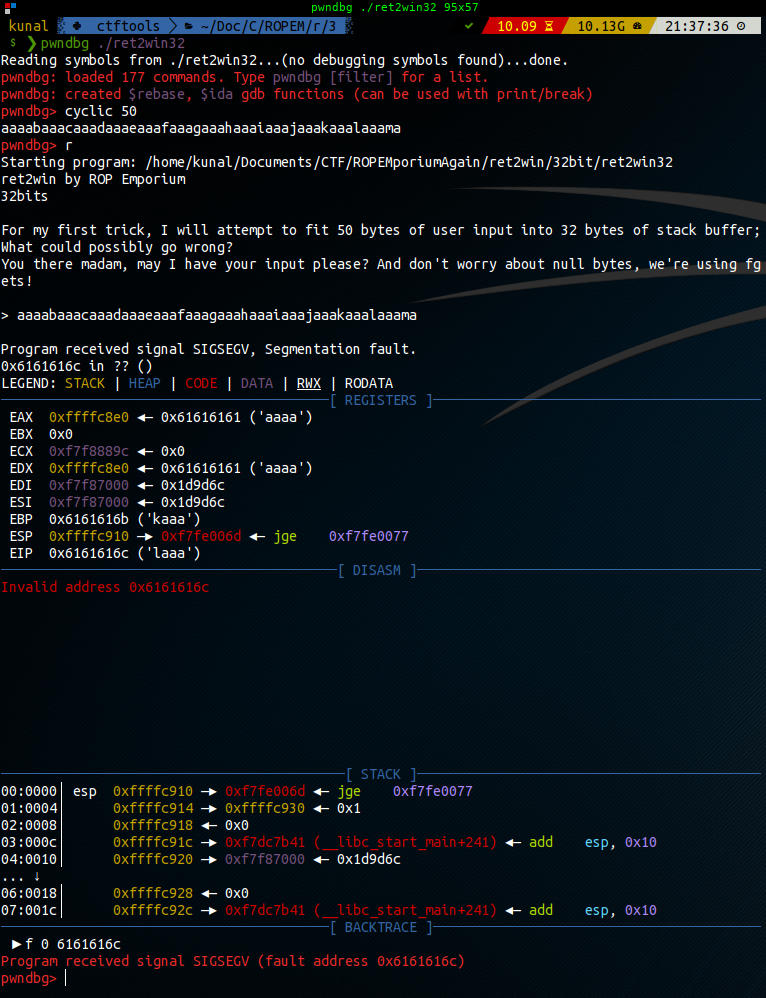 pwndbg ./ret2win32 95x57
kunal ctftools ~/Doc/C/ROPEM/r/3 ✔ 10.09 10.13G 21:37:36
$ ❯pwndbg ./ret2win32
Reading symbols from ./ret2win32...(no debugging symbols found)...done.
pwndbg: loaded 177 commands. Type pwndbg [filter] for a list.
pwndbg: created $rebase, $ida gdb functions (can be used with print/break)
pwndbg> cyclic 50
aaaabaaacaaadaaaeaaafaaagaaahaaaiaaajaaakaaalaaama
pwndbg> r
Starting program: /home/kunal/Documents/CTF/ROPEMporiumAgain/ret2win/32bit/ret2win32
ret2win by ROP Emporium
32bits
For my first trick, I will attempt to fit 50 bytes of user input into 32 bytes of stack buffer;
What could possibly go wrong?
You there madam, may I have your input please? And don't worry about null bytes, we're using fg
ets!
> aaaabaaacaaadaaaeaaafaaagaaahaaaiaaajaaakaaalaaama
Program received signal SIGSEGV, Segmentation fault.
0x6161616c in ?? ()
LEGEND: STACK | HEAP | CODE | DATA | RWX | RODATA
[ REGISTERS ]
EAX 0xffffc8e0 ◂— 0x61616161 ('aaaa')
EBX 0x0
ECX 0xf7f8889c ◂— 0x0
EDX 0xffffc8e0 ◂— 0x61616161 ('aaaa')
EDI 0xf7f87000 ◂— 0x1d9d6c
ESI 0xf7f87000 ◂— 0x1d9d6c
EBP 0x6161616b ('kaaa')
ESP 0xffffc910 —▸ 0xf7fe006d ◂— jge 0xf7fe0077
EIP 0x6161616c ('laaa')
[ DISASM ]
Invalid address 0x6161616c
[ STACK ]
00:0000│ esp 0xffffc910 —▸ 0xf7fe006d ◂— jge 0xf7fe0077
01:0004│ 0xffffc914 —▸ 0xffffc930 ◂— 0x1
02:0008│ 0xffffc918 ◂— 0x0
03:000c│ 0xffffc91c —▸ 0xf7dc7b41 (__libc_start_main+241) ◂— add esp, 0x10
04:0010│ 0xffffc920 —▸ 0xf7f87000 ◂— 0x1d9d6c
... ↓
06:0018│ 0xffffc928 ◂— 0x0
07:001c│ 0xffffc92c —▸ 0xf7dc7b41 (__libc_start_main+241) ◂— add esp, 0x10
[ BACKTRACE ]
► f 0 6161616c
Program received signal SIGSEGV (fault address 0x6161616c)
pwndbg>